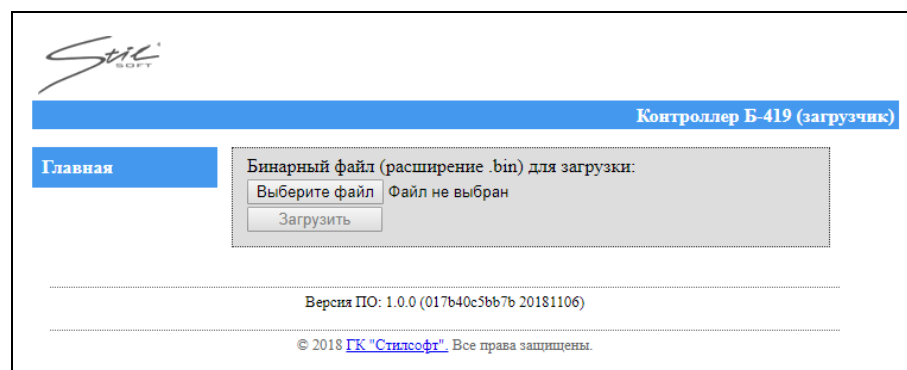 Stil
SOFT
Контроллер Б-419 (загрузчик)
Главная
Бинарный файл (расширение .bin) для загрузки:
Выберите файл Файл не выбран
Загрузить
Версия ПО: 1.0.0 (017b40c5bb7b 20181106)
© 2018 ГК "Стилсофт". Все права защищены.